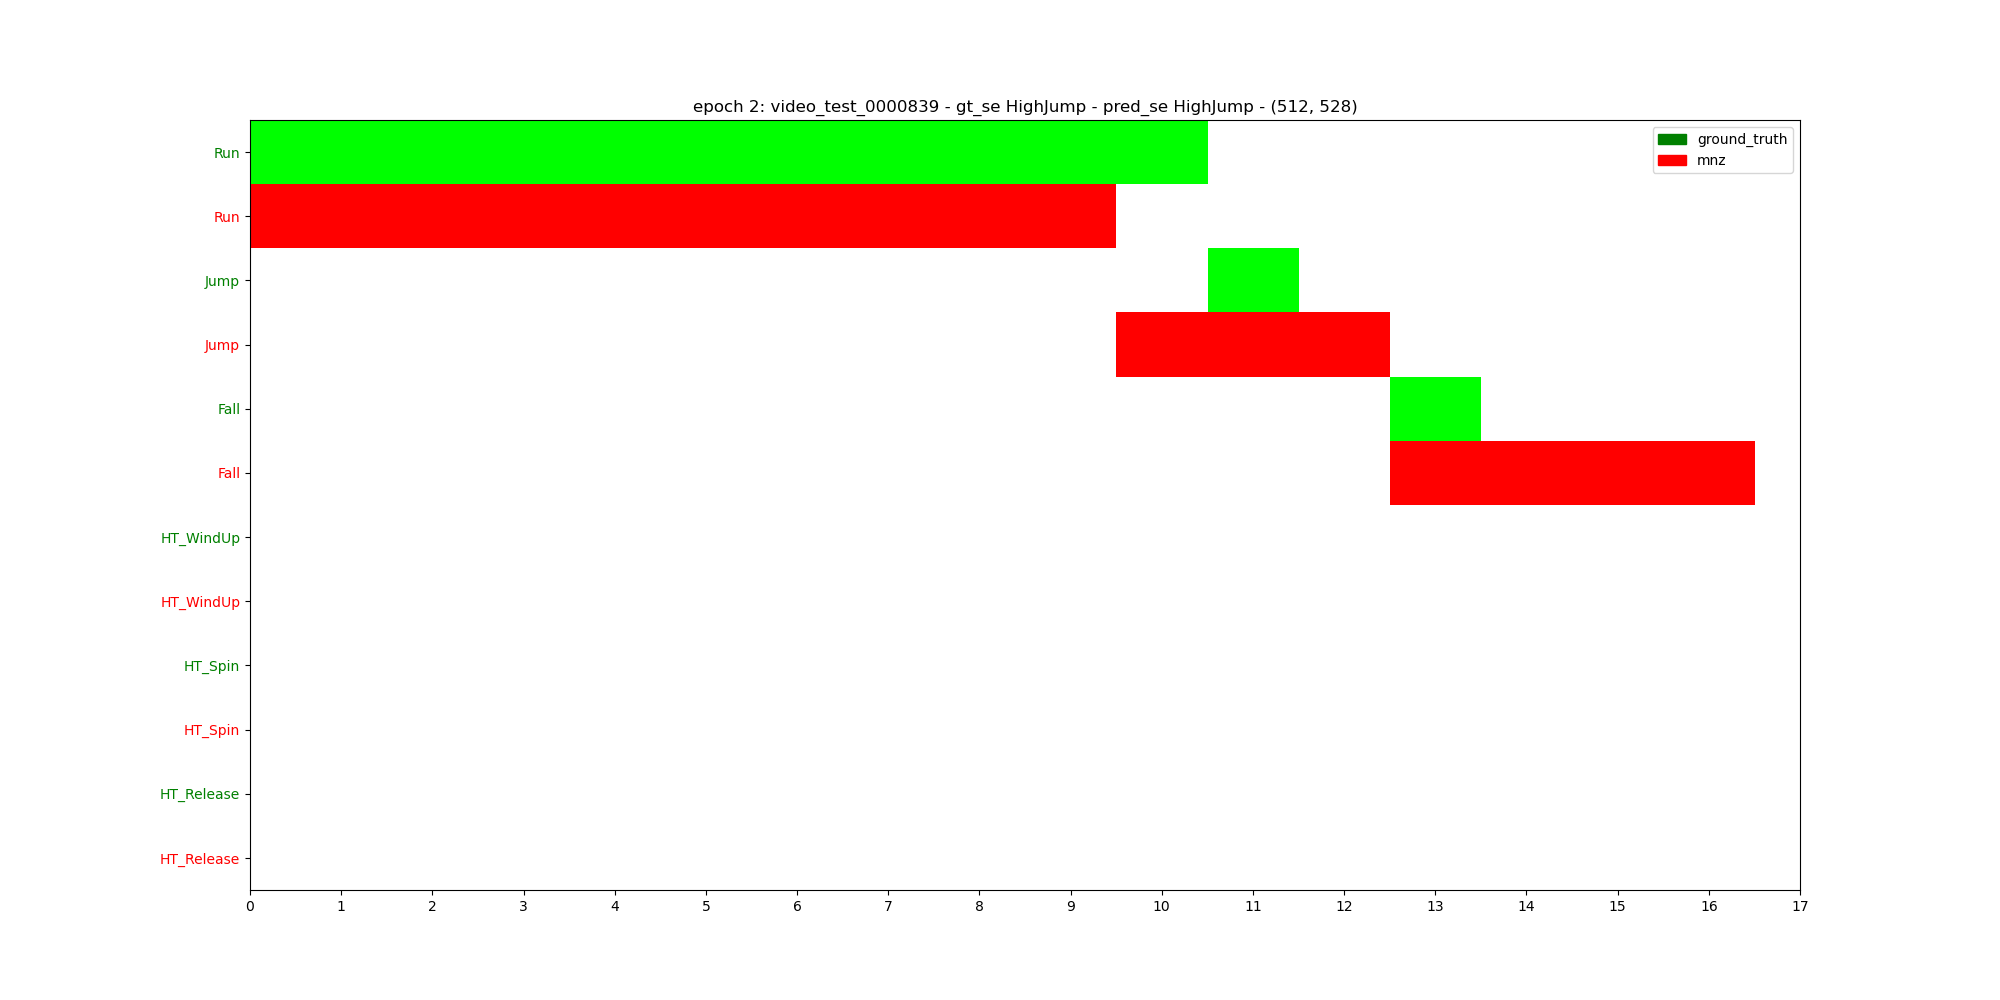 epoch 2: video_test_0000839 - gt_se HighJump - pred_se HighJump - (512, 528)
ground_truth
mnz
Run
Run
Jump
Jump
Fall
Fall
HT_WindUp
HT_WindUp
HT_Spin
HT_Spin
HT_Release
HT_Release
0 1 2 3 4 5 6 7 8 9 10 11 12 13 14 15 16 17